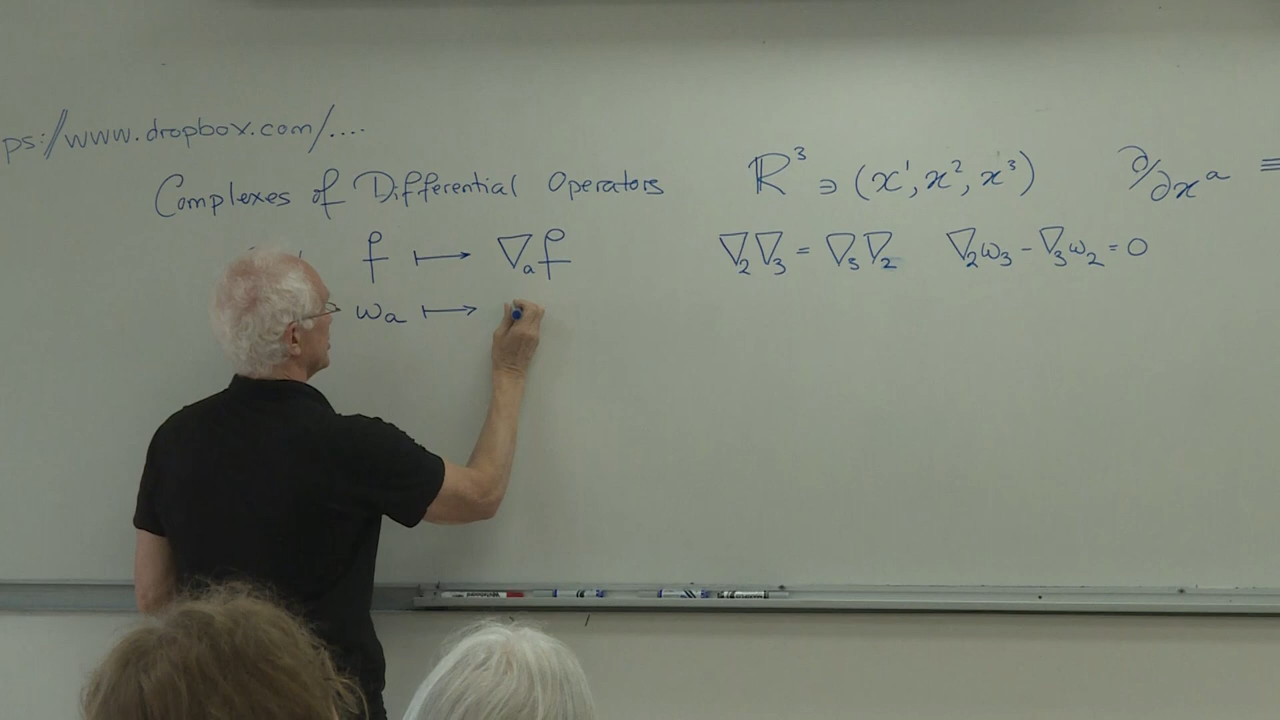 ps://www.dropbox.com/....
Complexes of Differential Operators
ℝ³ ∋ (x¹, x², x³)
∂/∂xᵃ ≡
f ⟼ ∇ₐf
∇₂∇₃ = ∇₃∇₂
∇₂ω₃ - ∇₃ω₂ = 0
ωₐ ⟼